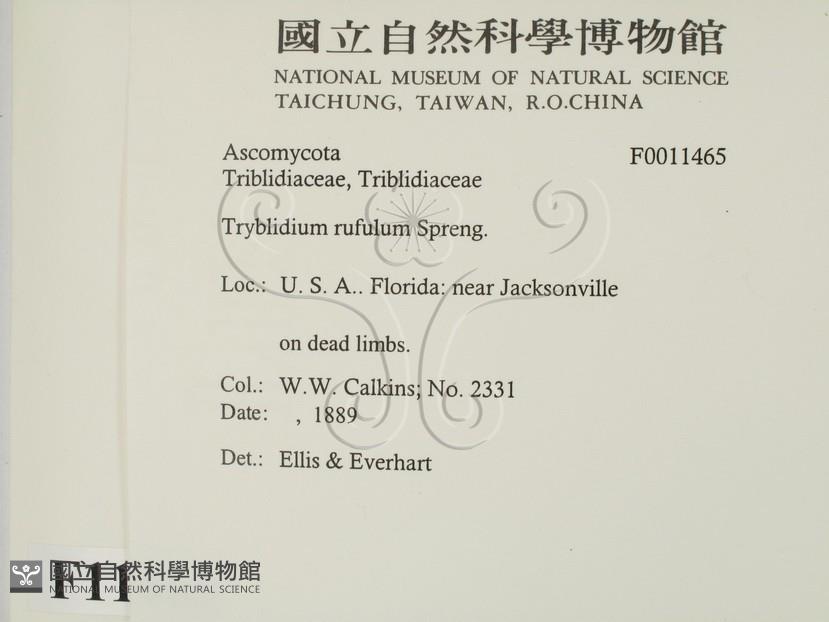 國立自然科學博物館
NATIONAL MUSEUM OF NATURAL SCIENCE
TAICHUNG, TAIWAN, R.O.CHINA
Ascomycota F0011465
Triblidiaceae, Triblidiaceae
Tryblidium rufulum Spreng.
Loc.: U. S. A.. Florida: near Jacksonville
on dead limbs.
Col.: W.W. Calkins; No. 2331
Date: , 1889
Det.: Ellis & Everhart
F11
國立自然科學博物館
NATIONAL MUSEUM OF NATURAL SCIENCE